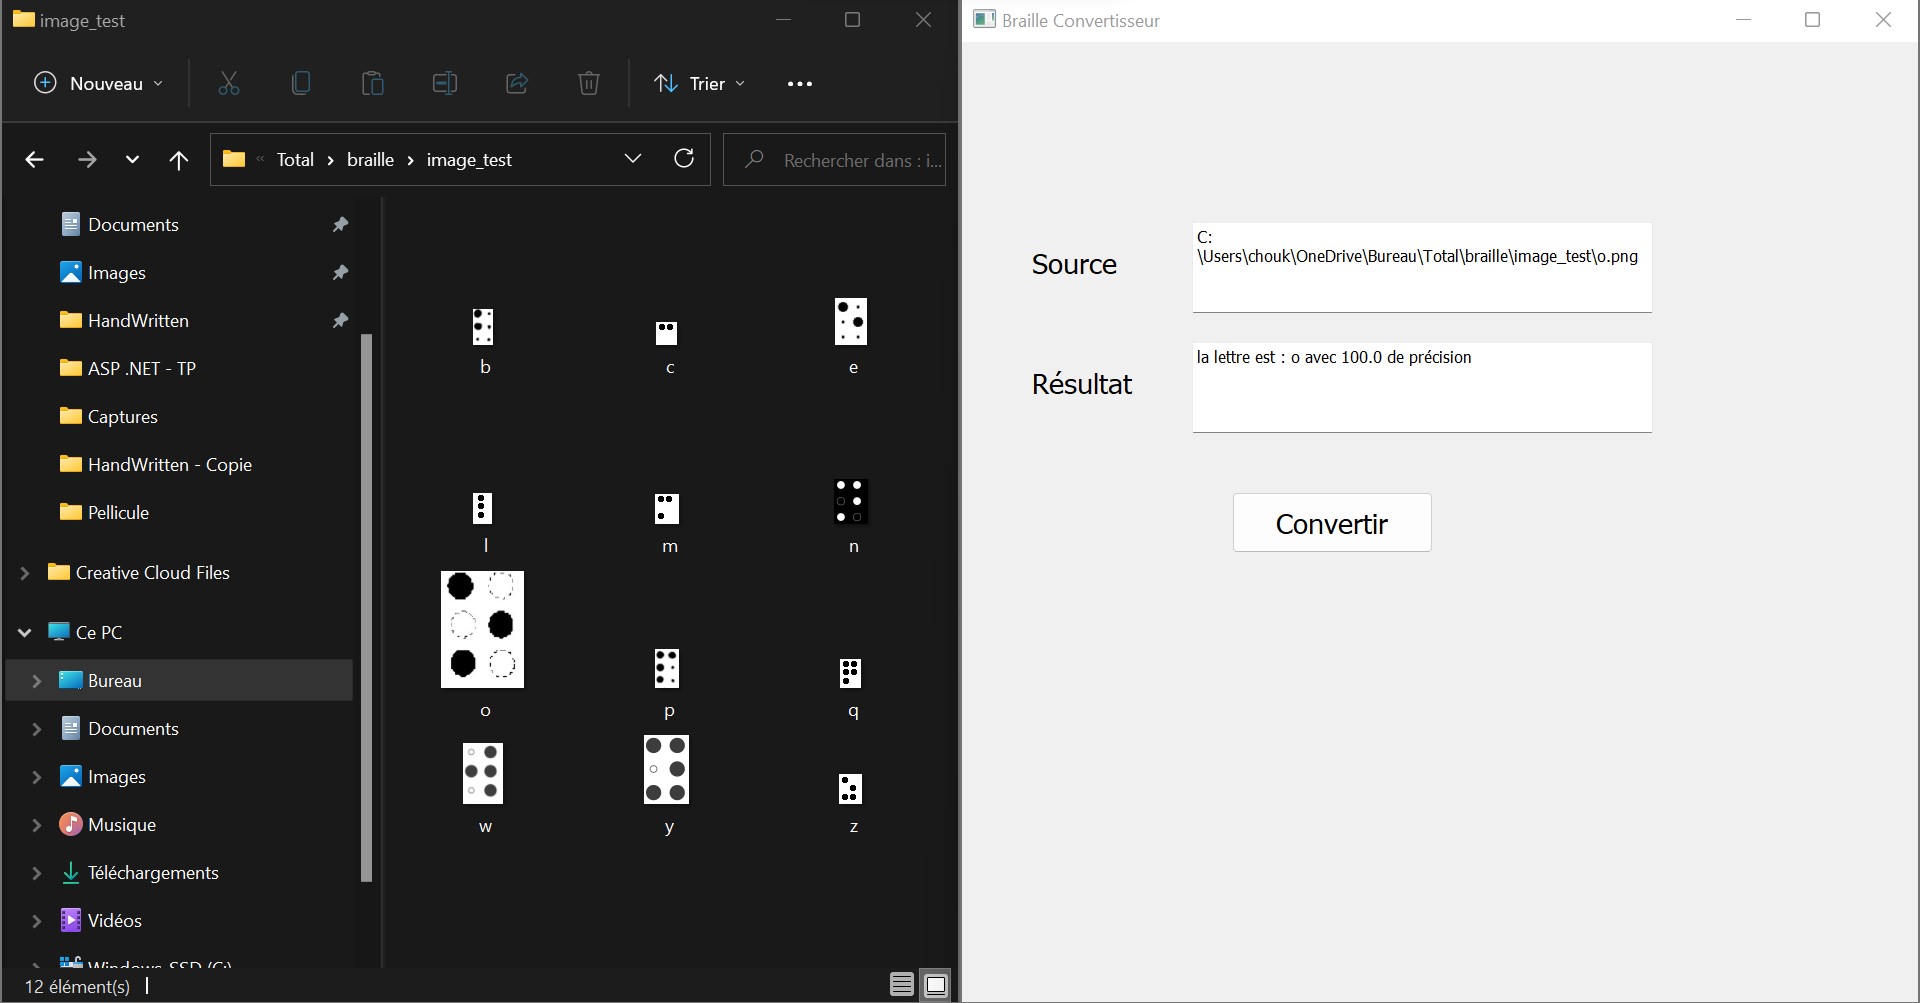 image_test
Nouveau
Trier
Total
braille
image_test
Rechercher dans : i...
Documents
Images
HandWritten
ASP .NET - TP
Captures
HandWritten - Copie
Pellicule
Creative Cloud Files
Ce PC
Bureau
Documents
Images
Musique
Téléchargements
Vidéos
Windows-SSD (C:)
b
c
e
l
m
n
o
p
q
w
y
z
12 élément(s)
Braille Convertisseur
Source
C:
\Users\chouk\OneDrive\Bureau\Total\braille\image_test\o.png
Résultat
la lettre est : o avec 100.0 de précision
Convertir